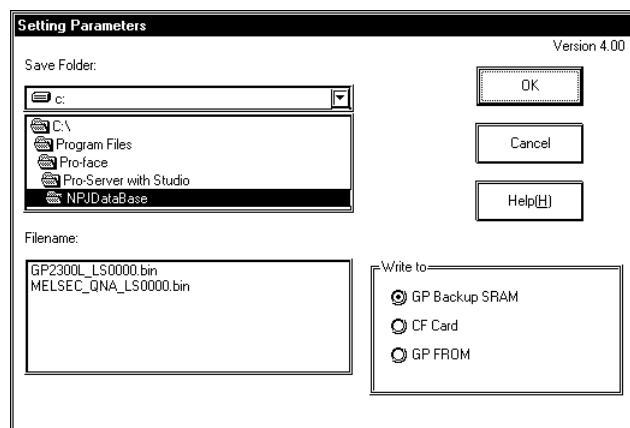 Setting Parameters
Version 4.00
Save Folder:
c:
OK
C:\
Program Files
Pro-face
Pro-Server with Studio
NPJDataBase
Cancel
Help(H)
Filename:
GP2300L_LS0000.bin
MELSEC_QNA_LS0000.bin
Write to
GP Backup SRAM
CF Card
GP FROM